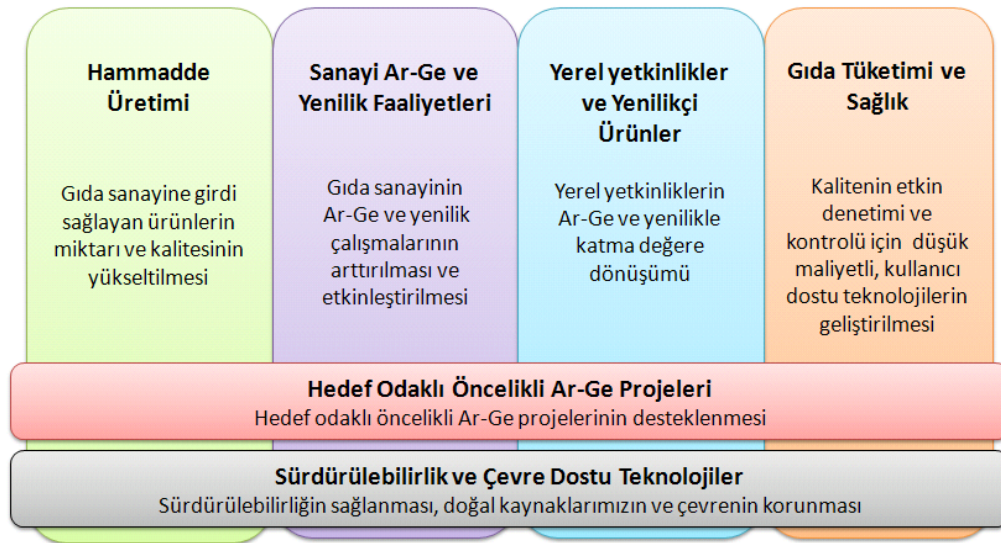 Hammadde
Üretimi
Gıda sanayine girdi
sağlayan ürünlerin
miktarı ve kalitesinin
yükseltilmesi
Sanayi Ar-Ge ve
Yenilik Faaliyetleri
Gıda sanayinin
Ar-Ge ve yenilik
çalışmalarının
arttırılması ve
etkinleştirilmesi
Yerel yetkinlikler
ve Yenilikçi
Ürünler
Yerel yetkinliklerin
Ar-Ge ve yenilikle
katma değere
dönüşümü
Gıda Tüketimi ve
Sağlık
Kalitenin etkin
denetimi ve
kontrolü için düşük
maliyetli, kullanıcı
dostu teknolojilerin
geliştirilmesi
Hedef Odaklı Öncelikli Ar-Ge Projeleri
Hedef odaklı öncelikli Ar-Ge projelerinin desteklenmesi
Sürdürülebilirlik ve Çevre Dostu Teknolojiler
Sürdürülebilirliğin sağlanması, doğal kaynaklarımızın ve çevrenin korunması